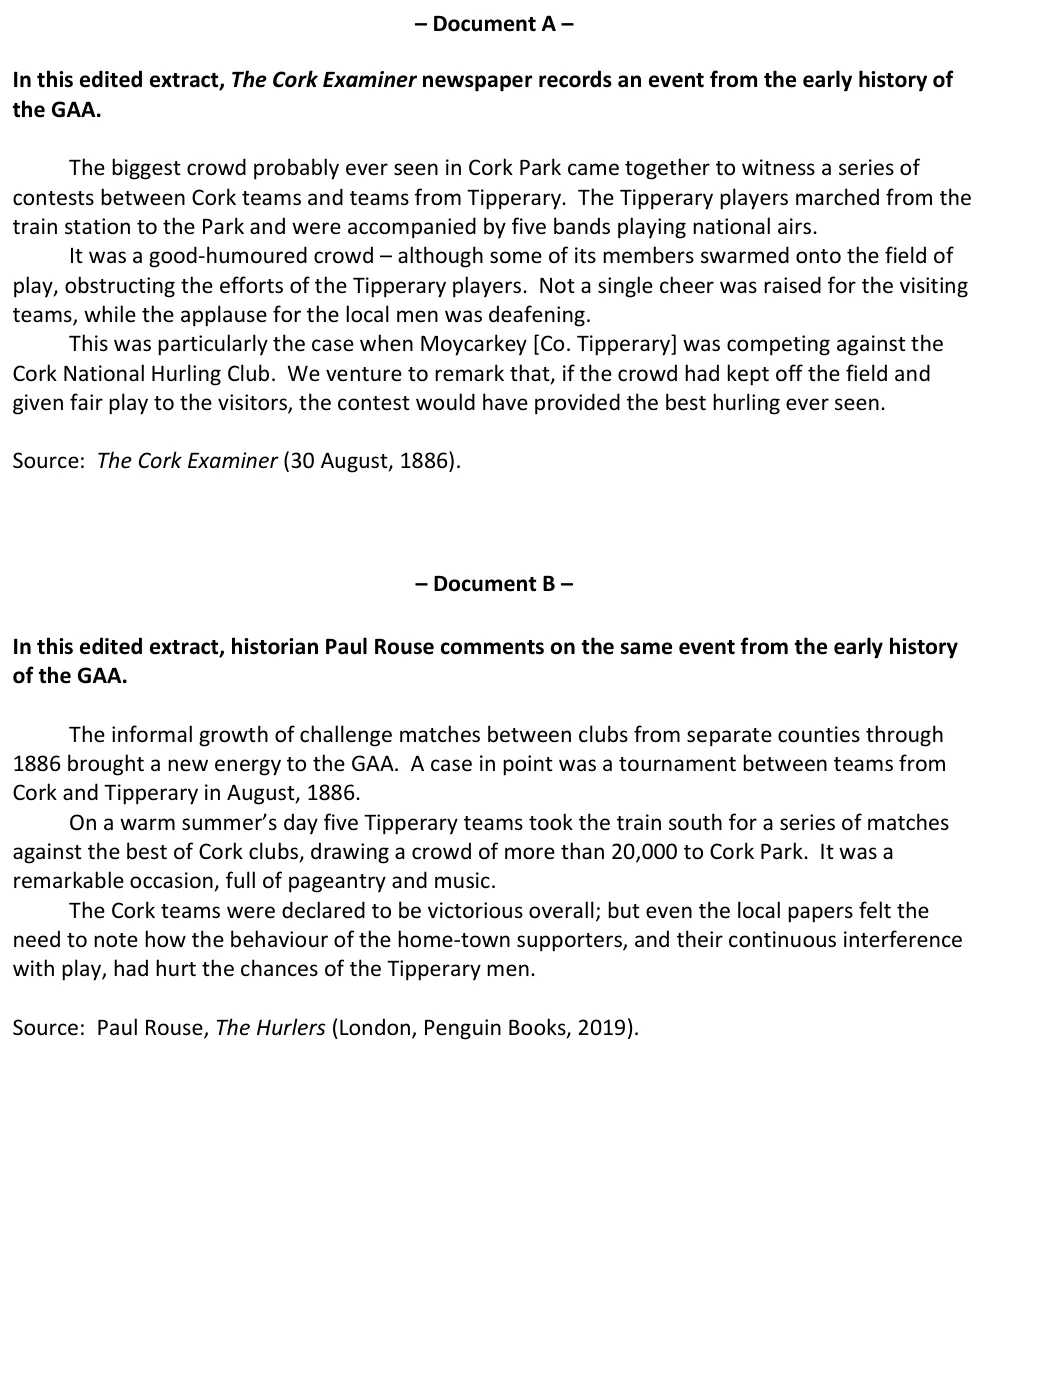 – Document A –
In this edited extract, The Cork Examiner newspaper records an event from the early history of
the GAA.
The biggest crowd probably ever seen in Cork Park came together to witness a series of
contests between Cork teams and teams from Tipperary.  The Tipperary players marched from the
train station to the Park and were accompanied by five bands playing national airs.
It was a good-humoured crowd – although some of its members swarmed onto the field of
play, obstructing the efforts of the Tipperary players.  Not a single cheer was raised for the visiting
teams, while the applause for the local men was deafening.
This was particularly the case when Moycarkey [Co. Tipperary] was competing against the
Cork National Hurling Club.  We venture to remark that, if the crowd had kept off the field and
given fair play to the visitors, the contest would have provided the best hurling ever seen.
Source:  The Cork Examiner (30 August, 1886).
– Document B –
In this edited extract, historian Paul Rouse comments on the same event from the early history
of the GAA.
The informal growth of challenge matches between clubs from separate counties through
1886 brought a new energy to the GAA.  A case in point was a tournament between teams from
Cork and Tipperary in August, 1886.
On a warm summer’s day five Tipperary teams took the train south for a series of matches
against the best of Cork clubs, drawing a crowd of more than 20,000 to Cork Park.  It was a
remarkable occasion, full of pageantry and music.
The Cork teams were declared to be victorious overall; but even the local papers felt the
need to note how the behaviour of the home-town supporters, and their continuous interference
with play, had hurt the chances of the Tipperary men.
Source:  Paul Rouse, The Hurlers (London, Penguin Books, 2019).